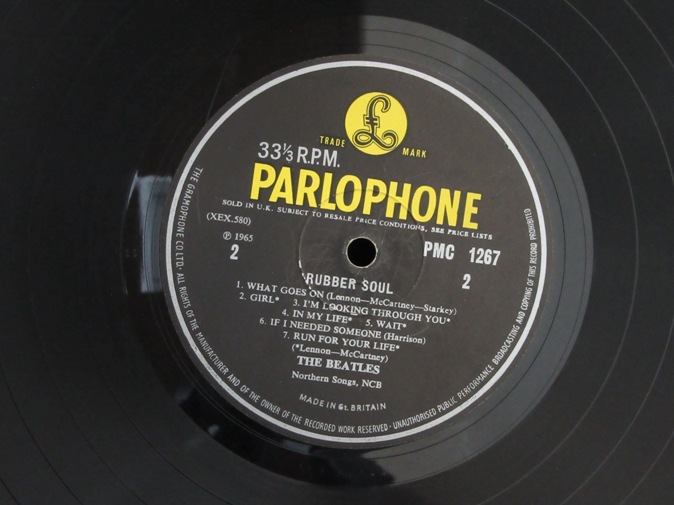 TRADE MARK
33⅓ R.P.M.
PARLOPHONE
SOLD IN U.K. SUBJECT TO RESALE PRICE CONDITIONS, SEE PRICE LISTS
(XEX.580)
℗ 1965
2
PMC 1267
2
RUBBER SOUL
1. WHAT GOES ON (Lennon—McCartney—Starkey)
2. GIRL* 3. I'M LOOKING THROUGH YOU*
4. IN MY LIFE* 5. WAIT*
6. IF I NEEDED SOMEONE (Harrison)
7. RUN FOR YOUR LIFE*
(*Lennon—McCartney)
THE BEATLES
Northern Songs, NCB
MADE IN Gt. BRITAIN
THE GRAMOPHONE CO. LTD. · ALL RIGHTS OF THE MANUFACTURER AND OF THE OWNER OF THE RECORDED WORK RESERVED · UNAUTHORISED PUBLIC PERFORMANCE BROADCASTING AND COPYING OF THIS RECORD PROHIBITED